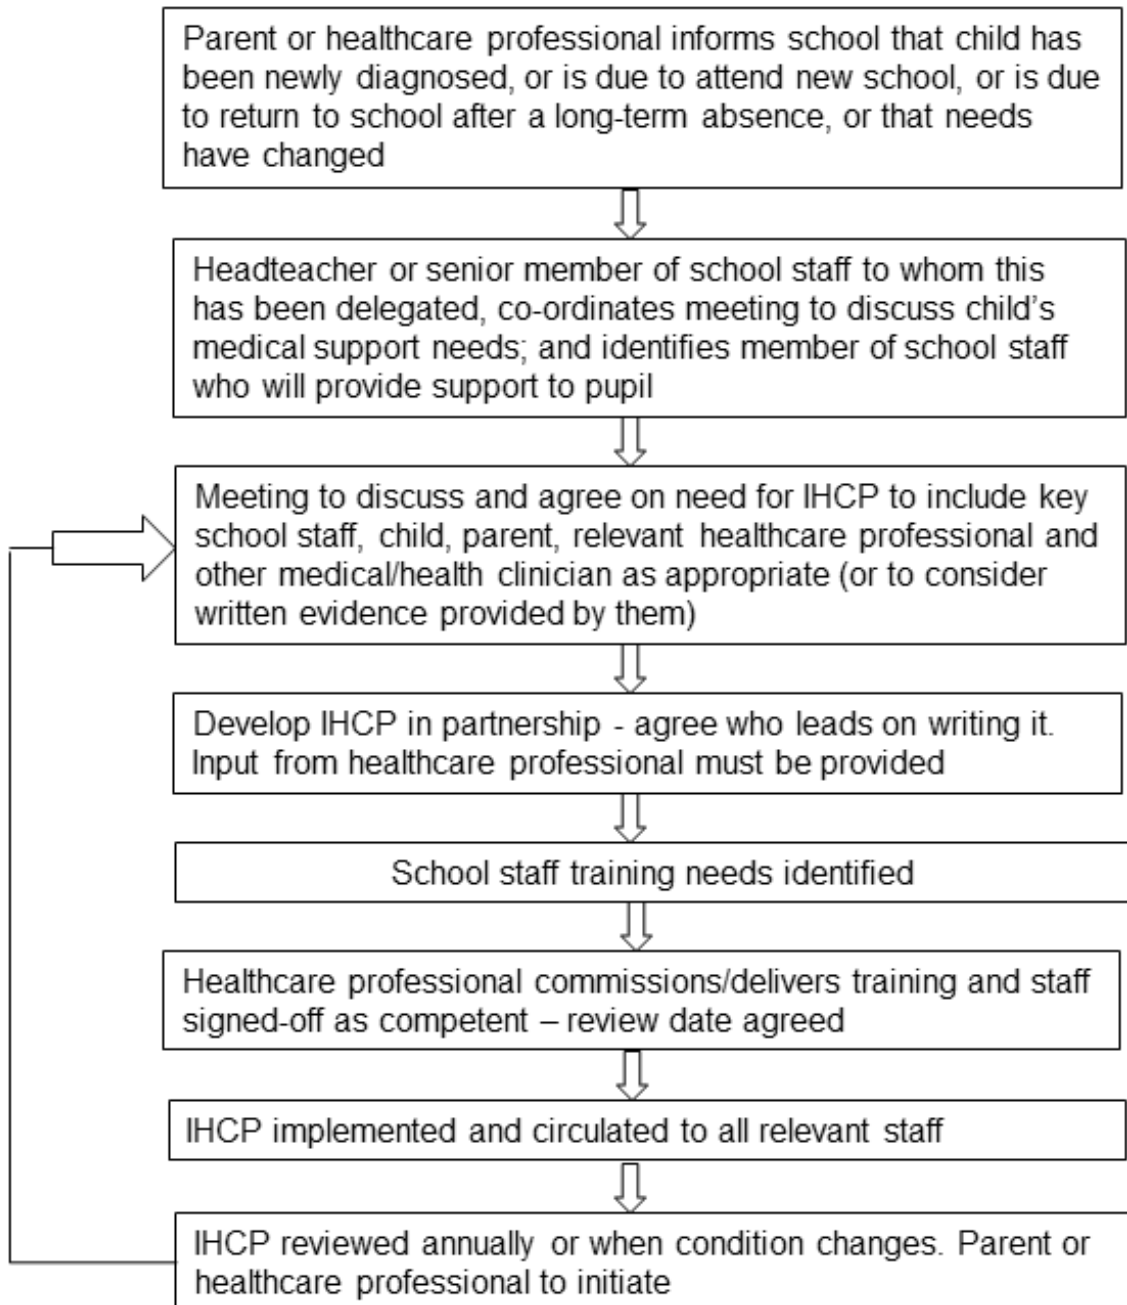 Parent or healthcare professional informs school that child has
been newly diagnosed, or is due to attend new school, or is due
to return to school after a long-term absence, or that needs
have changed
Headteacher or senior member of school staff to whom this
has been delegated, co-ordinates meeting to discuss child's
medical support needs; and identifies member of school staff
who will provide support to pupil
Meeting to discuss and agree on need for IHCP to include key
school staff, child, parent, relevant healthcare professional and
other medical/health clinician as appropriate (or to consider
written evidence provided by them)
Develop IHCP in partnership - agree who leads on writing it.
Input from healthcare professional must be provided
School staff training needs identified
Healthcare professional commissions/delivers training and staff
signed-off as competent – review date agreed
IHCP implemented and circulated to all relevant staff
IHCP reviewed annually or when condition changes. Parent or
healthcare professional to initiate